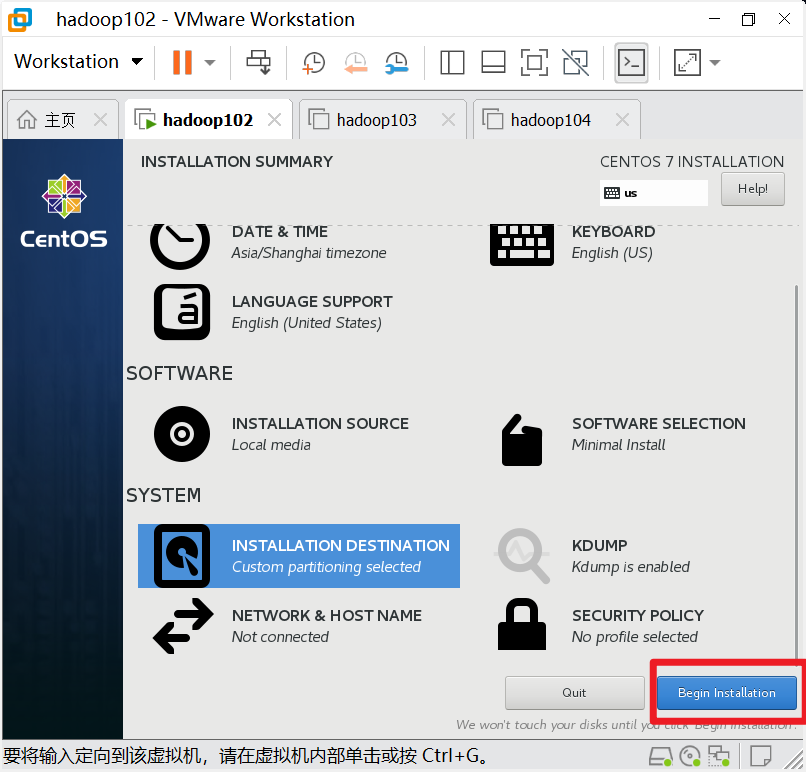 hadoop102 - VMware Workstation
Workstation
主页
hadoop102
hadoop103
hadoop104
CentOS
INSTALLATION SUMMARY
CENTOS 7 INSTALLATION
us
Help!
DATE & TIME
Asia/Shanghai timezone
KEYBOARD
English (US)
LANGUAGE SUPPORT
English (United States)
SOFTWARE
INSTALLATION SOURCE
Local media
SOFTWARE SELECTION
Minimal Install
SYSTEM
INSTALLATION DESTINATION
Custom partitioning selected
KDUMP
Kdump is enabled
NETWORK & HOST NAME
Not connected
SECURITY POLICY
No profile selected
Quit
Begin Installation
We won't touch your disks until you click 'Begin Installation'.
要将输入定向到该虚拟机，请在虚拟机内部单击或按 Ctrl+G。